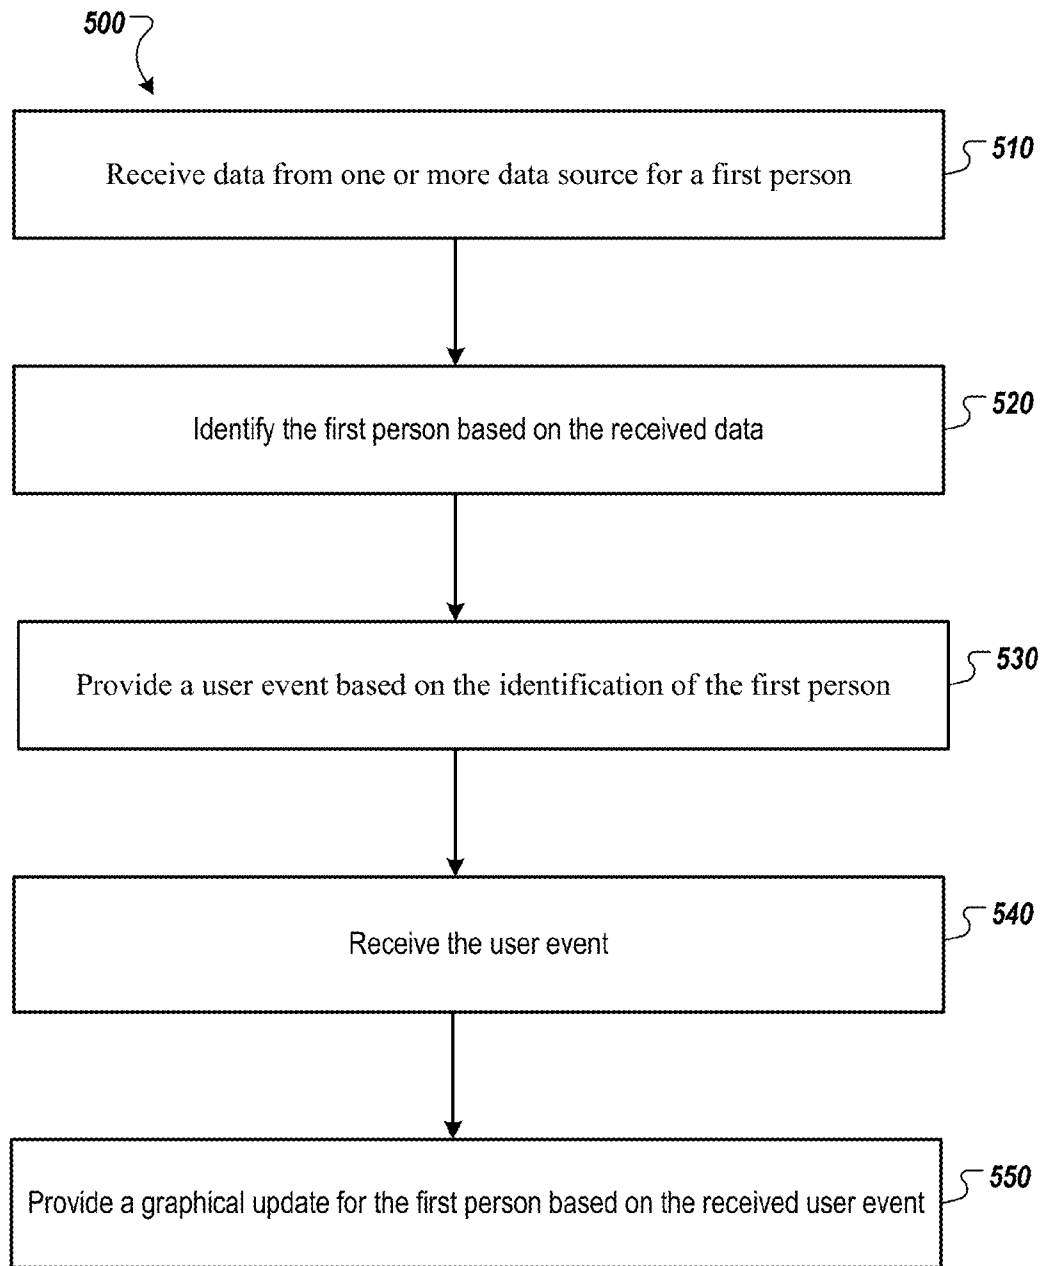 500
Receive data from one or more data source for a first person
510
Identify the first person based on the received data
520
Provide a user event based on the identification of the first person
530
Receive the user event
540
Provide a graphical update for the first person based on the received user event
550